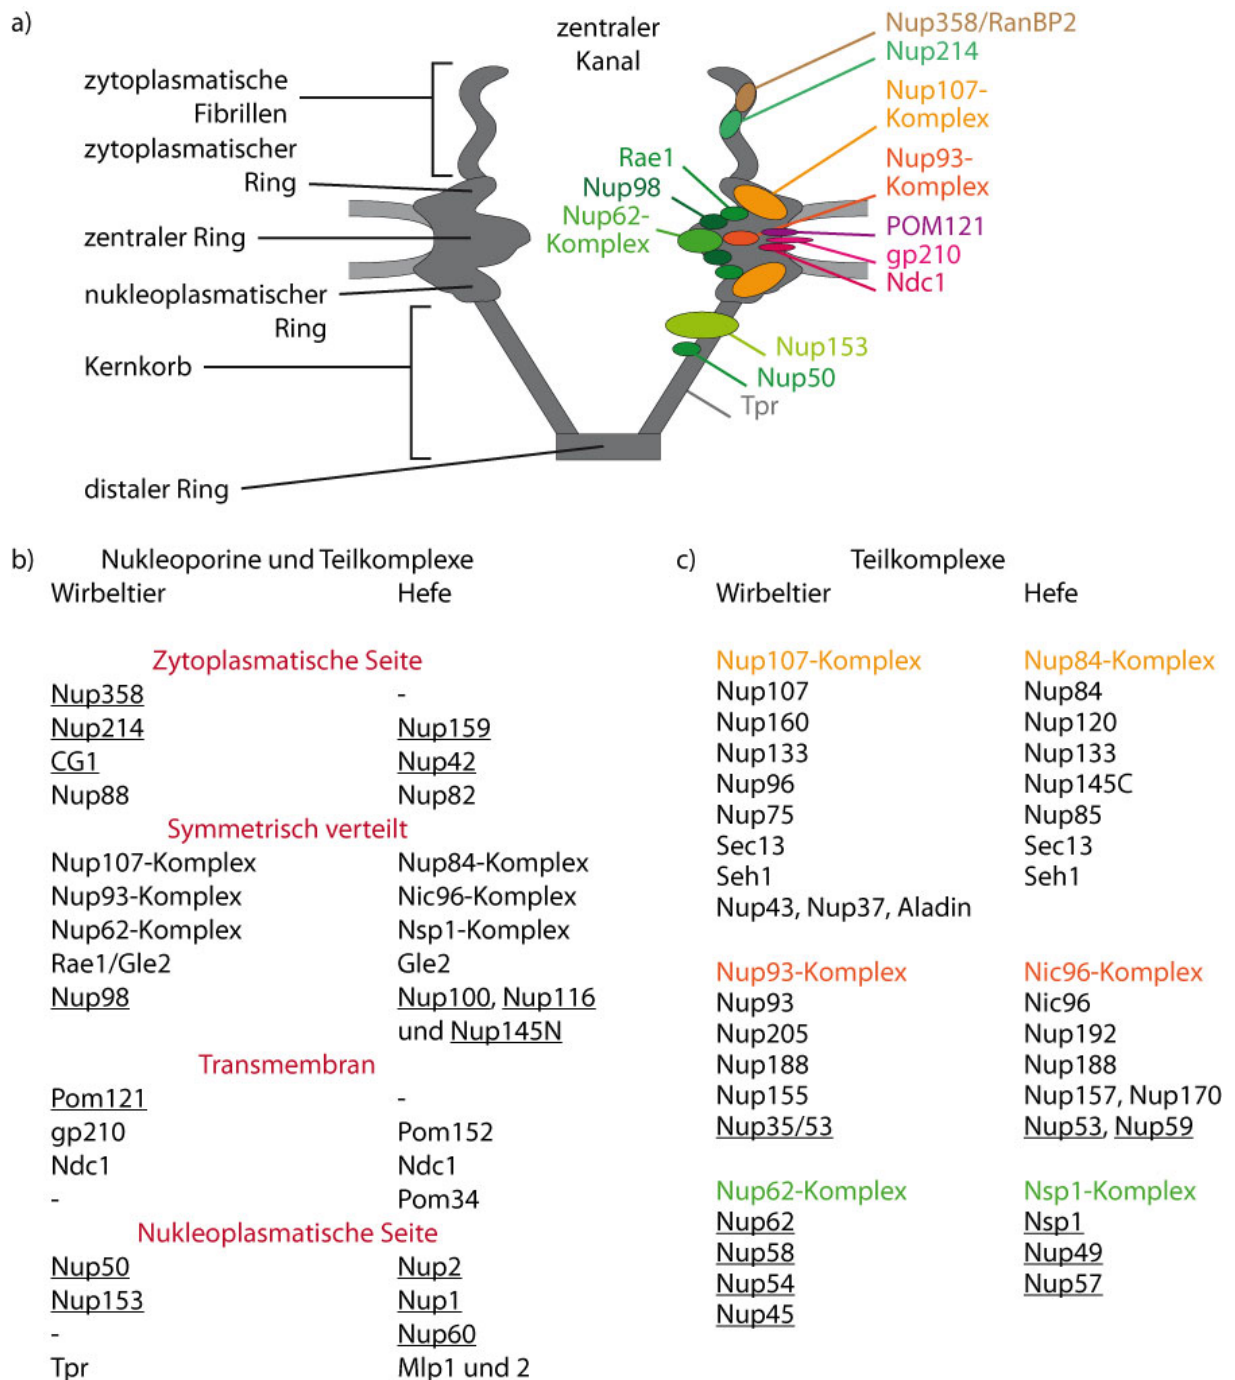 a)
zentraler
Kanal
zytoplasmatische
Fibrillen
zytoplasmatischer
Ring
zentraler Ring
nukleoplasmatischer
Ring
Kernkorb
distaler Ring
Nup358/RanBP2
Nup214
Nup107-
Komplex
Nup93-
Komplex
POM121
gp210
Ndc1
Rae1
Nup98
Nup62-
Komplex
Nup153
Nup50
Tpr
b) Nukleoporine und Teilkomplexe
Wirbeltier Hefe
Zytoplasmatische Seite
Nup358 -
Nup214 Nup159
CG1 Nup42
Nup88 Nup82
Symmetrisch verteilt
Nup107-Komplex Nup84-Komplex
Nup93-Komplex Nic96-Komplex
Nup62-Komplex Nsp1-Komplex
Rae1/Gle2 Gle2
Nup98 Nup100, Nup116
und Nup145N
Transmembran
Pom121 -
gp210 Pom152
Ndc1 Ndc1
- Pom34
Nukleoplasmatische Seite
Nup50 Nup2
Nup153 Nup1
- Nup60
Tpr Mlp1 und 2
c) Teilkomplexe
Wirbeltier Hefe
Nup107-Komplex Nup84-Komplex
Nup107 Nup84
Nup160 Nup120
Nup133 Nup133
Nup96 Nup145C
Nup75 Nup85
Sec13 Sec13
Seh1 Seh1
Nup43, Nup37, Aladin
Nup93-Komplex Nic96-Komplex
Nup93 Nic96
Nup205 Nup192
Nup188 Nup188
Nup155 Nup157, Nup170
Nup35/53 Nup53, Nup59
Nup62-Komplex Nsp1-Komplex
Nup62 Nsp1
Nup58 Nup49
Nup54 Nup57
Nup45